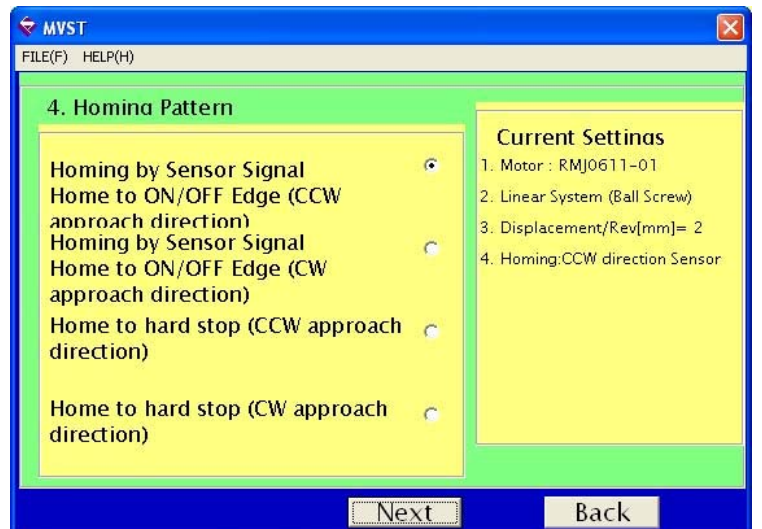 MVST
FILE(F) HELP(H)
4. Homing Pattern
Homing by Sensor Signal
Home to ON/OFF Edge (CCW
approach direction)
Homing by Sensor Signal
Home to ON/OFF Edge (CW
approach direction)
Home to hard stop (CCW approach
direction)
Home to hard stop (CW approach
direction)
Current Settings
1. Motor : RMJ0611-01
2. Linear System (Ball Screw)
3. Displacement/Rev[mm]= 2
4. Homing:CCW direction Sensor
Next
Back